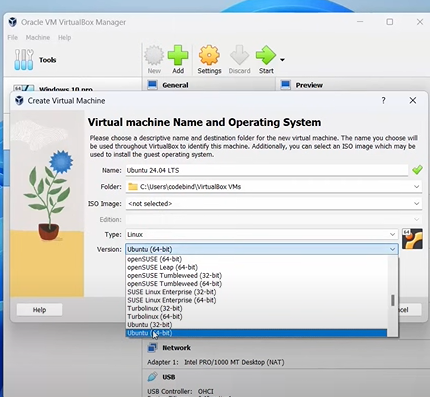 Oracle VM VirtualBox Manager
File Machine Help
Tools
New Add Settings Discard Start
General Preview
Windows 10 pro
Create Virtual Machine ?
Virtual machine Name and Operating System
Please choose a descriptive name and destination folder for the new virtual machine. The name you choose will
be used throughout VirtualBox to identify this machine. Additionally, you can select an ISO image which may be
used to install the guest operating system.
Name: Ubuntu 24.04 LTS
Folder: C:\Users\codebind\VirtualBox VMs
ISO Image: <not selected>
Edition:
Type: Linux
64
Version: Ubuntu (64-bit)
openSUSE (64-bit)
openSUSE Leap (64-bit)
openSUSE Tumbleweed (32-bit)
openSUSE Tumbleweed (64-bit)
SUSE Linux Enterprise (32-bit)
SUSE Linux Enterprise (64-bit)
Turbolinux (32-bit)
Turbolinux (64-bit)
Ubuntu (32-bit)
Ubuntu (64-bit)
Help
cel
Network
Adapter 1: Intel PRO/1000 MT Desktop (NAT)
USB
USB Controller: OHCI